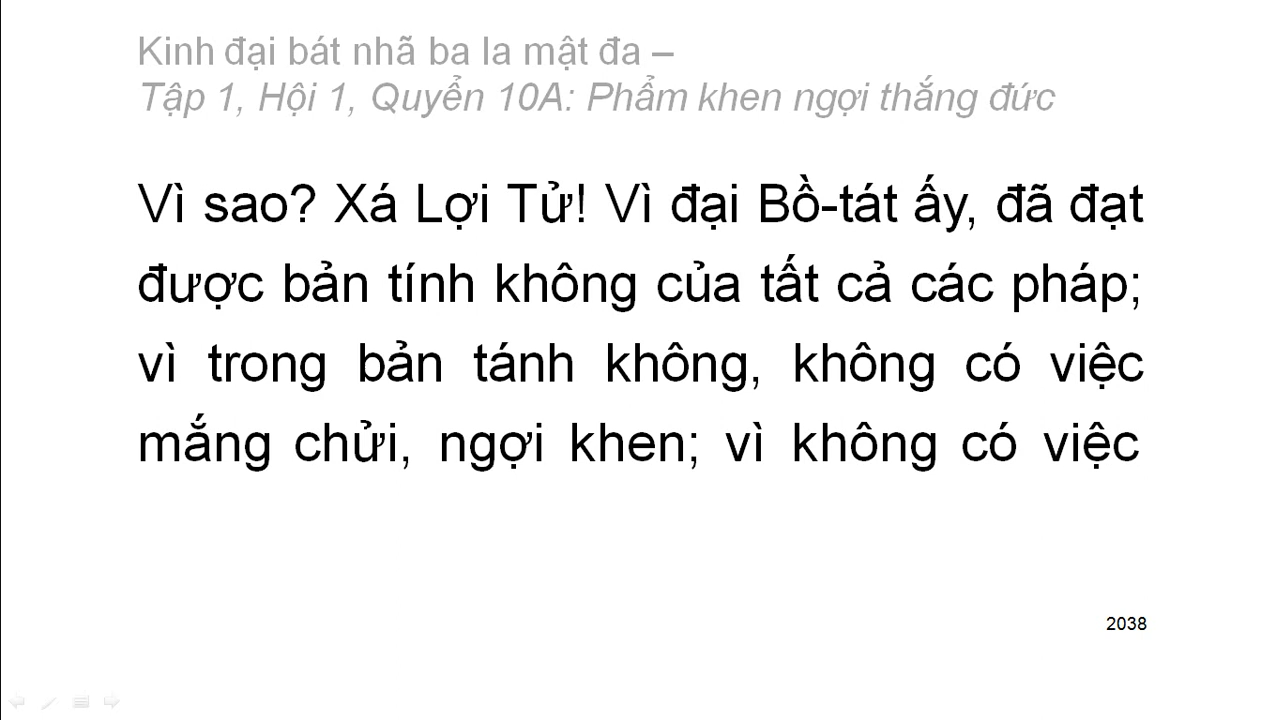 Kinh đại bát nhã ba la mật đa –
Tập 1, Hội 1, Quyển 10A: Phẩm khen ngợi thắng đức
Vì sao? Xá Lợi Tử! Vì đại Bồ-tát ấy, đã đạt
được bản tính không của tất cả các pháp;
vì trong bản tánh không, không có việc
mắng chửi, ngợi khen; vì không có việc
2038